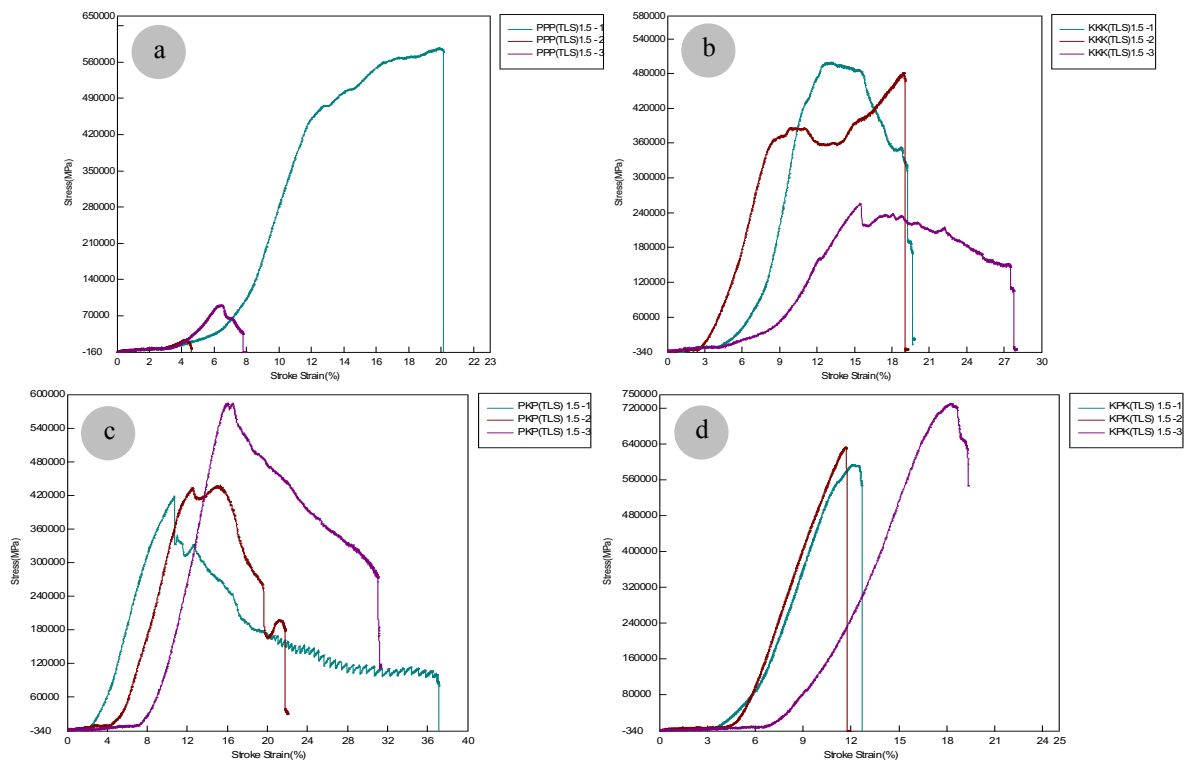 a
650000
560000
490000
420000
350000
280000
210000
140000
70000
-160
Stress(MPa)
0 2 4 6 8 10 12 14 16 18 20 22 23
Stroke Strain(%)
PPP(TLS)1.5 - 1
PPP(TLS)1.5 - 2
PPP(TLS)1.5 - 3
b
580000
540000
480000
420000
360000
300000
240000
180000
120000
60000
-340
Stress(MPa)
0 3 6 9 12 15 18 21 24 27 30
Stroke Strain(%)
KKK(TLS)1.5 -1
KKK(TLS)1.5 -2
KKK(TLS)1.5 -3
c
600000
540000
480000
420000
360000
300000
240000
180000
120000
60000
-340
Stress(MPa)
0 4 8 12 16 20 24 28 32 36 40
Stroke Strain(%)
PKP(TLS) 1.5 -1
PKP(TLS) 1.5 -2
PKP(TLS) 1.5 -3
d
750000
720000
640000
560000
480000
400000
320000
240000
160000
80000
-340
Stress(MPa)
0 3 6 9 12 15 18 21 24 25
Stroke Strain(%)
KPK(TLS) 1.5 -1
KPK(TLS) 1.5 -2
KPK(TLS) 1.5 -3